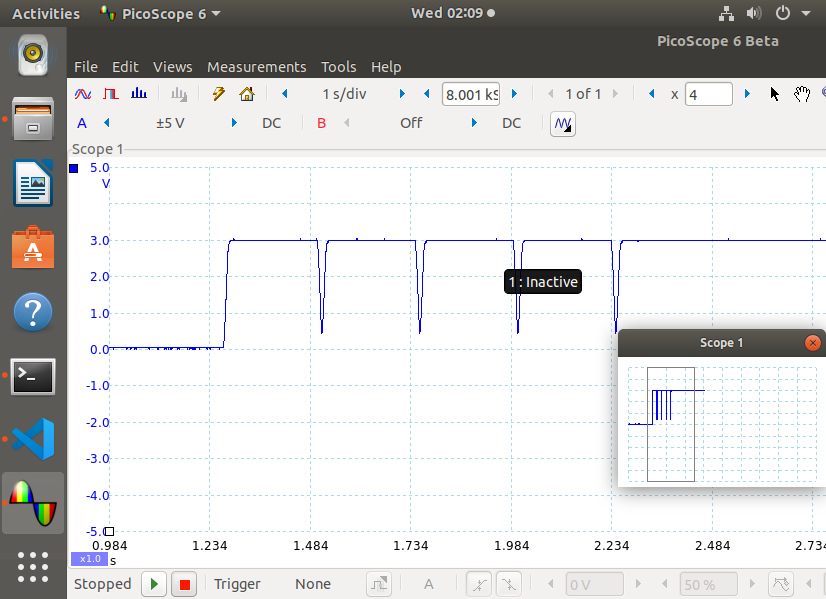 Activities PicoScope 6 Wed 02:09
PicoScope 6 Beta
File Edit Views Measurements Tools Help
1 s/div 8.001 kS 1 of 1 x 4
A ±5 V DC B Off DC
Scope 1
5.0
V
3.0
2.0
1.0
0.0
-1.0
-2.0
-3.0
-4.0
-5.0
1 : Inactive
Scope 1
0.984 1.234 1.484 1.734 1.984 2.234 2.484 2.734
x1.0 s
Stopped Trigger None A 0 V 50 %